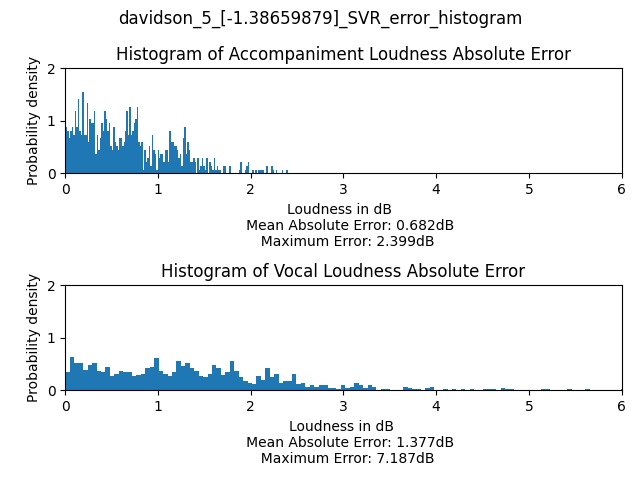 davidson_5_[-1.38659879]_SVR_error_histogram
Histogram of Accompaniment Loudness Absolute Error
Probability density
2
1
0
0 1 2 3 4 5 6
Loudness in dB
Mean Absolute Error: 0.682dB
Maximum Error: 2.399dB
Histogram of Vocal Loudness Absolute Error
Probability density
2
1
0
0 1 2 3 4 5 6
Loudness in dB
Mean Absolute Error: 1.377dB
Maximum Error: 7.187dB